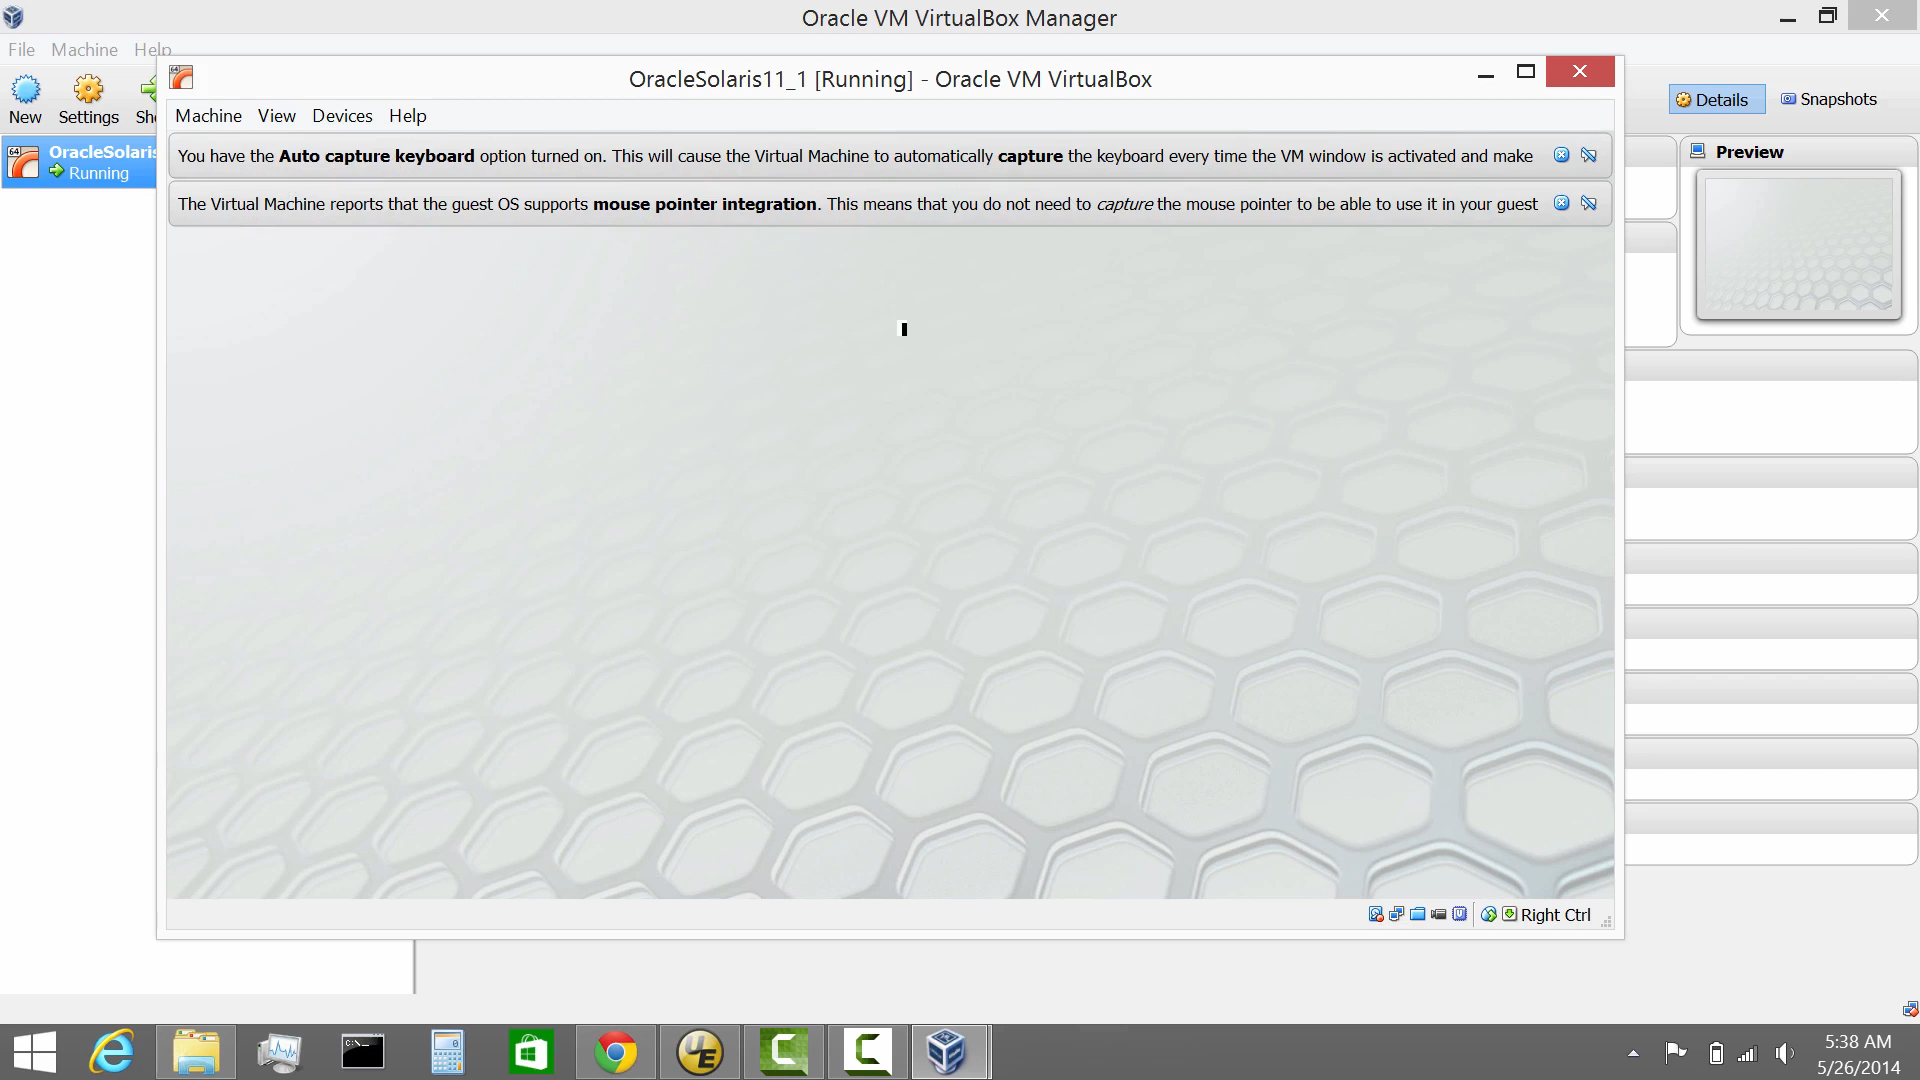 Oracle VM VirtualBox Manager
File Machine Help
OracleSolaris11_1 [Running] - Oracle VM VirtualBox
New Settings
Details Snapshots
Machine View Devices Help
OracleSolaris
Running
You have the Auto capture keyboard option turned on. This will cause the Virtual Machine to automatically capture the keyboard every time the VM window is activated and make
The Virtual Machine reports that the guest OS supports mouse pointer integration. This means that you do not need to capture the mouse pointer to be able to use it in your guest
Preview
Right Ctrl
5:38 AM
5/26/2014